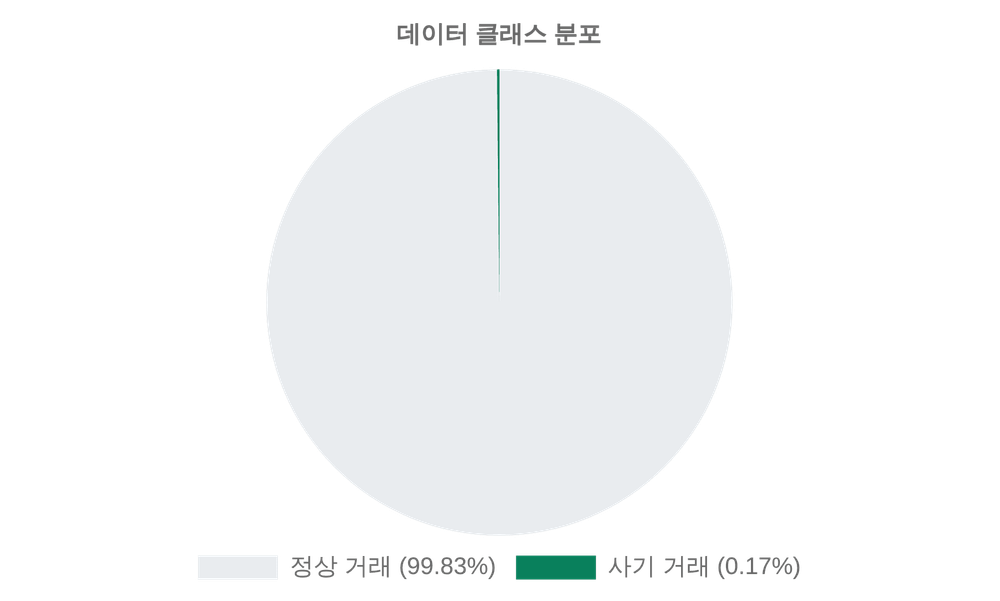 데이터 클래스 분포
정상 거래 (99.83%) 사기 거래 (0.17%)